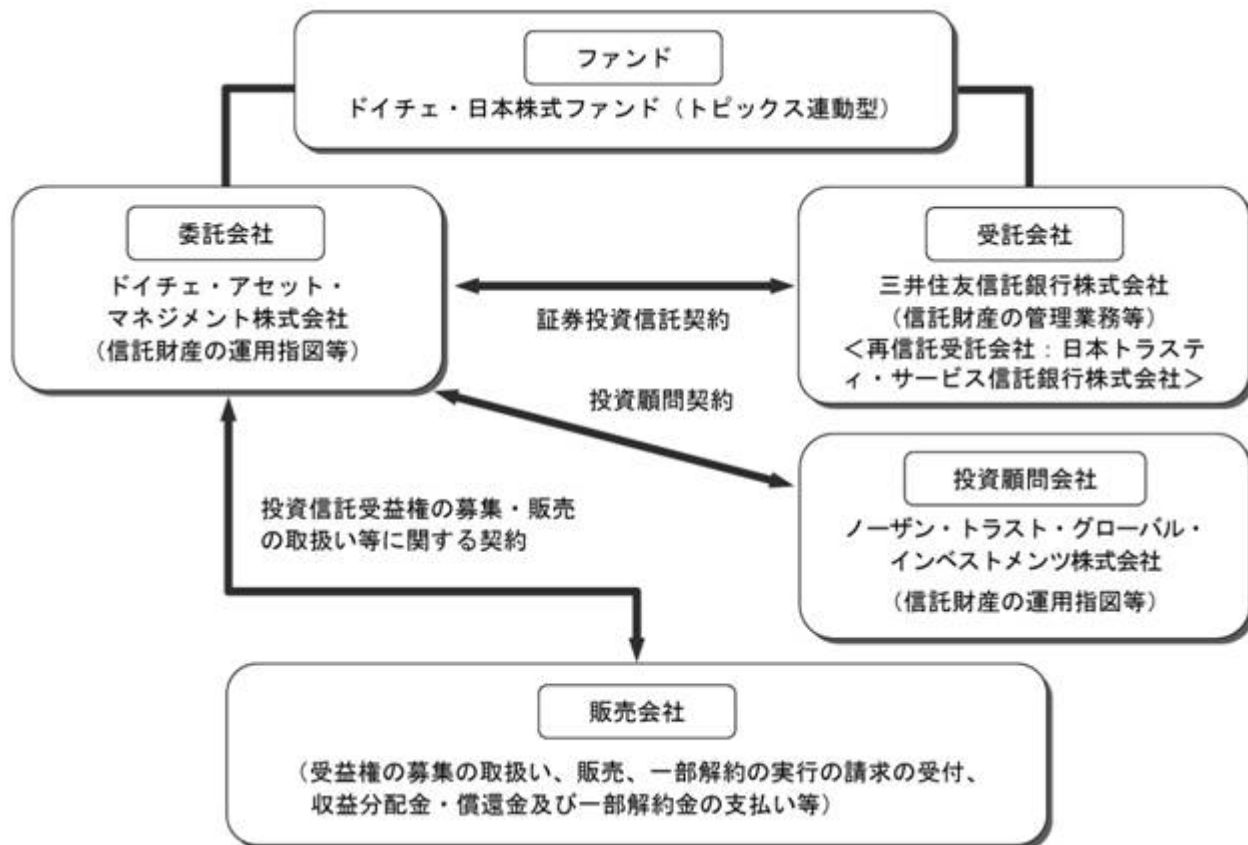 ファンド
ドイチェ・日本株式ファンド（トピックス連動型）
委託会社
ドイチェ・アセット・
マネジメント株式会社
（信託財産の運用指図等）
証券投資信託契約
受託会社
三井住友信託銀行株式会社
（信託財産の管理業務等）
＜再信託受託会社：日本トラステ
ィ・サービス信託銀行株式会社＞
投資顧問契約
投資顧問会社
ノーザン・トラスト・グローバル・
インベストメンツ株式会社
（信託財産の運用指図等）
投資信託受益権の募集・販売
の取扱い等に関する契約
販売会社
（受益権の募集の取扱い、販売、一部解約の実行の請求の受付、
収益分配金・償還金及び一部解約金の支払い等）